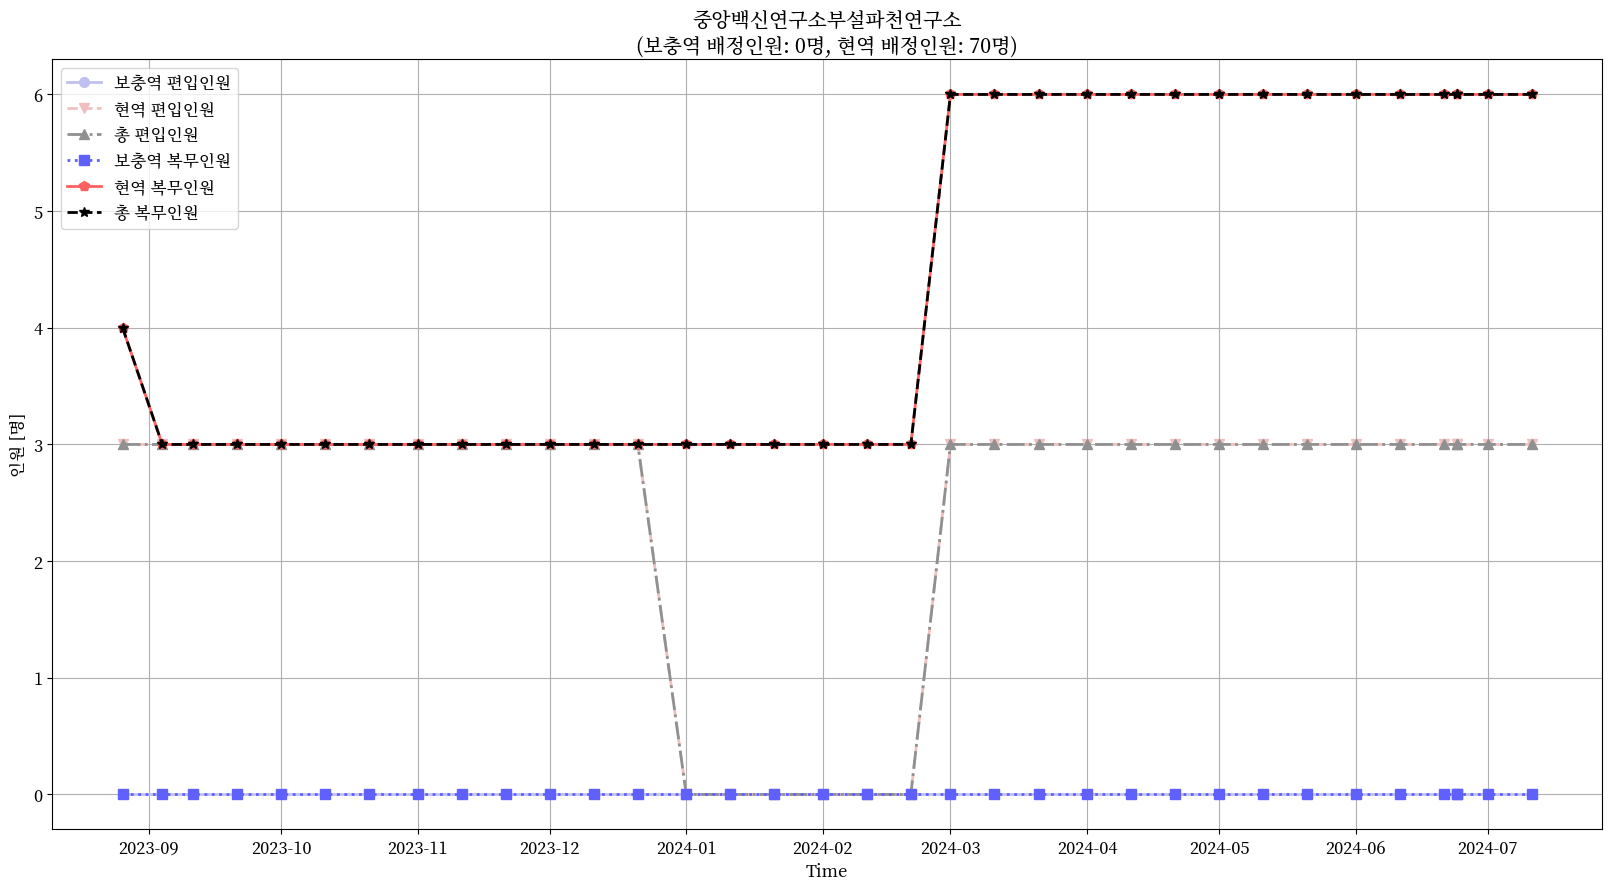 중앙백신연구소부설파천연구소
(보충역 배정인원: 0명, 현역 배정인원: 70명)
보충역 편입인원
현역 편입인원
총 편입인원
보충역 복무인원
현역 복무인원
총 복무인원
인원 [명]
6
5
4
3
2
1
0
2023-09 2023-10 2023-11 2023-12 2024-01 2024-02 2024-03 2024-04 2024-05 2024-06 2024-07
Time